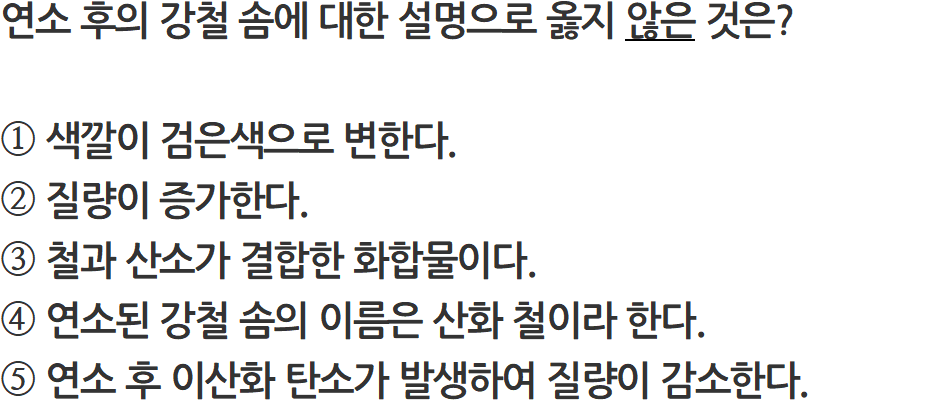 연소 후의 강철 솜에 대한 설명으로 옳지 않은 것은?
① 색깔이 검은색으로 변한다.
② 질량이 증가한다.
③ 철과 산소가 결합한 화합물이다.
④ 연소된 강철 솜의 이름은 산화 철이라 한다.
⑤ 연소 후 이산화 탄소가 발생하여 질량이 감소한다.